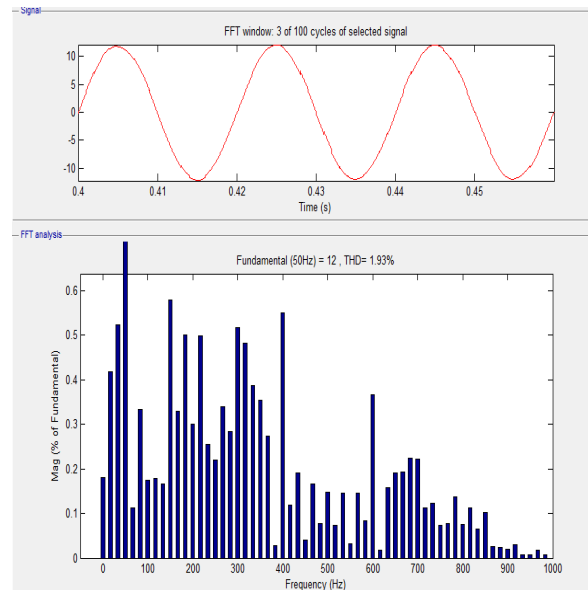 Signal
FFT window: 3 of 100 cycles of selected signal
10
5
0
-5
-10
0.4 0.41 0.42 0.43 0.44 0.45
Time (s)
FFT analysis
Fundamental (50Hz) = 12 , THD= 1.93%
0.6
0.5
0.4
0.3
0.2
0.1
0
Mag (% of Fundamental)
0 100 200 300 400 500 600 700 800 900 1000
Frequency (Hz)